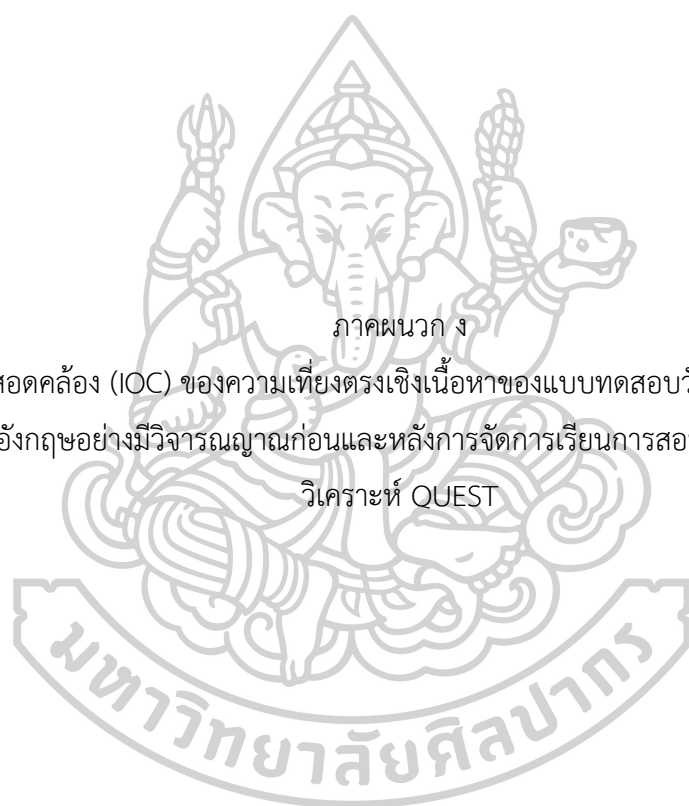 ภาคผนวก ง
สอดคล้อง (IOC) ของความเที่ยงตรงเชิงเนื้อหาของแบบทดสอบวั
อังกฤษอย่างมีวิจารณญาณก่อนและหลังการจัดการเรียนการสอ
วิเคราะห์ QUEST
มหาวิทยาลัยศิลปากร